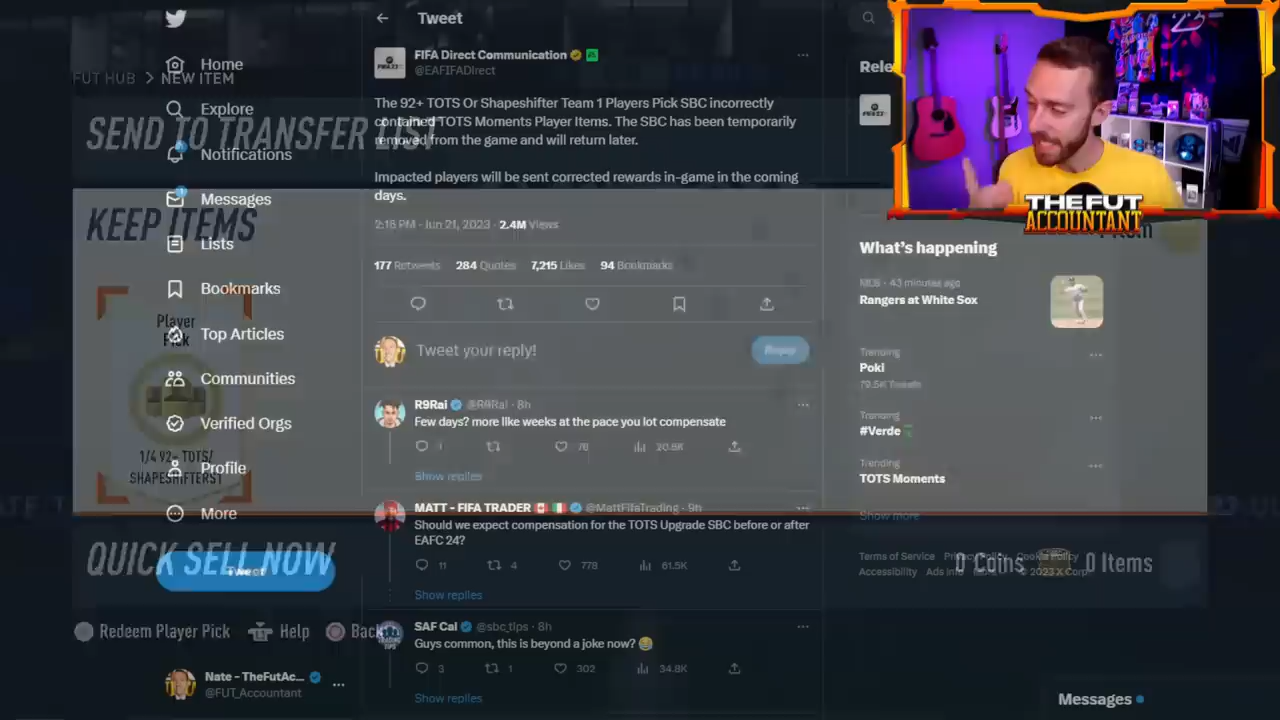 Home
Explore
Notifications
Messages
Lists
Bookmarks
Top Articles
Communities
Verified Orgs
Profile
More
Tweet
Nate - TheFutAc...
@FUT_Accountant
FUT HUB > NEW ITEM
SEND TO TRANSFER LIST
KEEP ITEMS
Player
Pick
1/4 92+ TOTS/
SHAPESHIFTERS T
QUICK SELL NOW
0 Coins
0 Items
Redeem Player Pick
Help
Back
Tweet
FIFA Direct Communication
@EAFIFADirect
The 92+ TOTS Or Shapeshifter Team 1 Players Pick SBC incorrectly
contained TOTS Moments Player Items. The SBC has been temporarily
removed from the game and will return later.
Impacted players will be sent corrected rewards in-game in the coming
days.
2:16 PM · Jun 21, 2023 · 2.4M Views
177 Retweets 284 Quotes 7,215 Likes 94 Bookmarks
Tweet your reply!
Reply
R9Rai @R9Rai · 8h
Few days? more like weeks at the pace you lot compensate
1
78
20.6K
Show replies
MATT - FIFA TRADER @MattFifaTrading · 9h
Should we expect compensation for the TOTS Upgrade SBC before or after
EAFC 24?
11
4
778
61.5K
Show replies
SAF Cal @sbc_tips · 8h
Guys common, this is beyond a joke now? 😂
3
1
302
34.8K
Show replies
THE FUT
ACCOUNTANT
What's happening
MLB · 43 minutes ago
Rangers at White Sox
Trending
Poki
79.5K Tweets
Trending
#Verde
Trending
TOTS Moments
Show more
Terms of Service Privacy Policy Cookie Policy
Accessibility Ads info © 2023 X Corp.
Messages